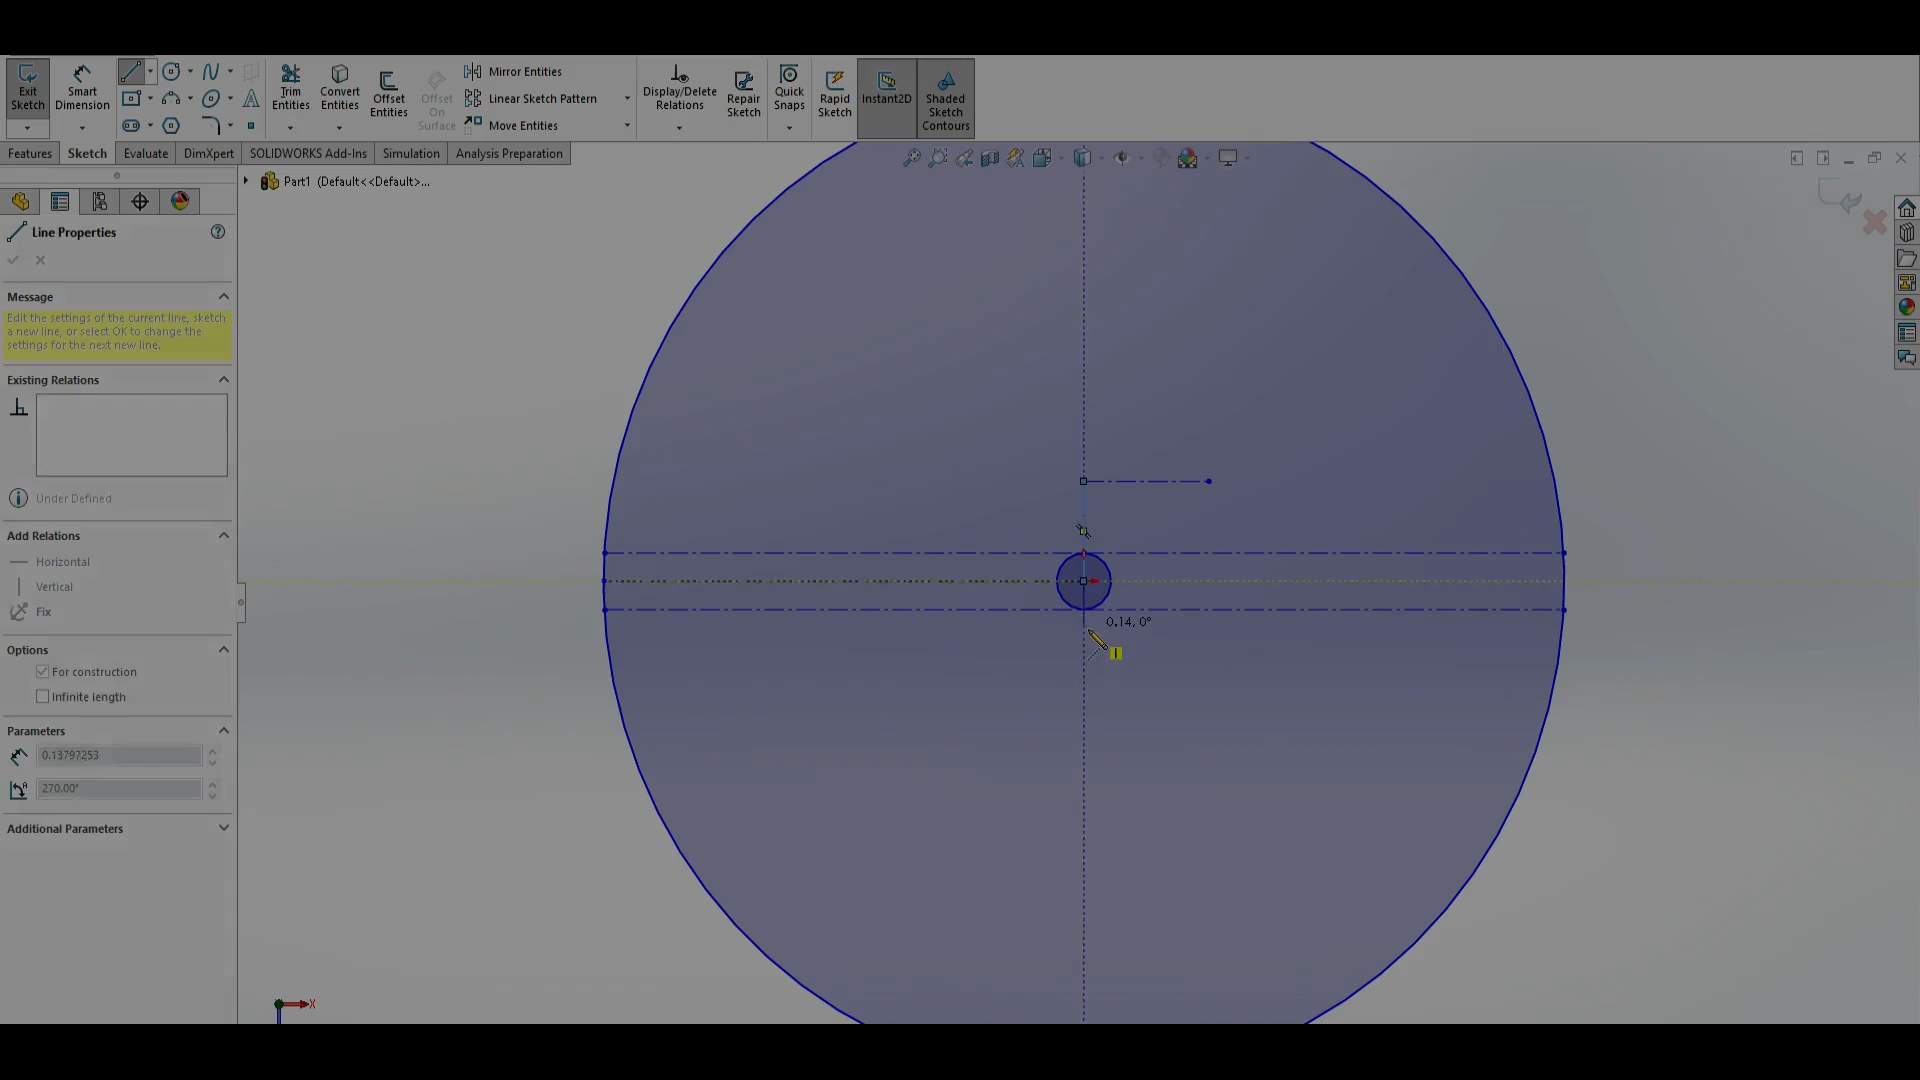 Exit
Sketch
Smart
Dimension
Trim
Entities
Convert
Entities
Offset
Entities
Offset
On
Surface
Mirror Entities
Linear Sketch Pattern
Move Entities
Display/Delete
Relations
Repair
Sketch
Quick
Snaps
Rapid
Sketch
Instant2D
Shaded
Sketch
Contours
Features
Sketch
Evaluate
DimXpert
SOLIDWORKS Add-Ins
Simulation
Analysis Preparation
Part1 (Default<<Default>...
Line Properties
Message
Edit the settings of the current line, sketch
a new line, or select OK to change the
settings for the next new line.
Existing Relations
Under Defined
Add Relations
Horizontal
Vertical
Fix
Options
For construction
Infinite length
Parameters
0.13797253
270.00°
Additional Parameters
0.14, 0°
X